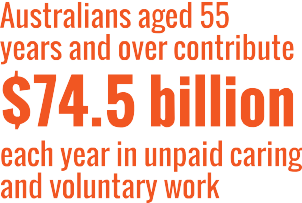 Australians aged 55
years and over contribute
$74.5 billion
each year in unpaid caring
and voluntary work